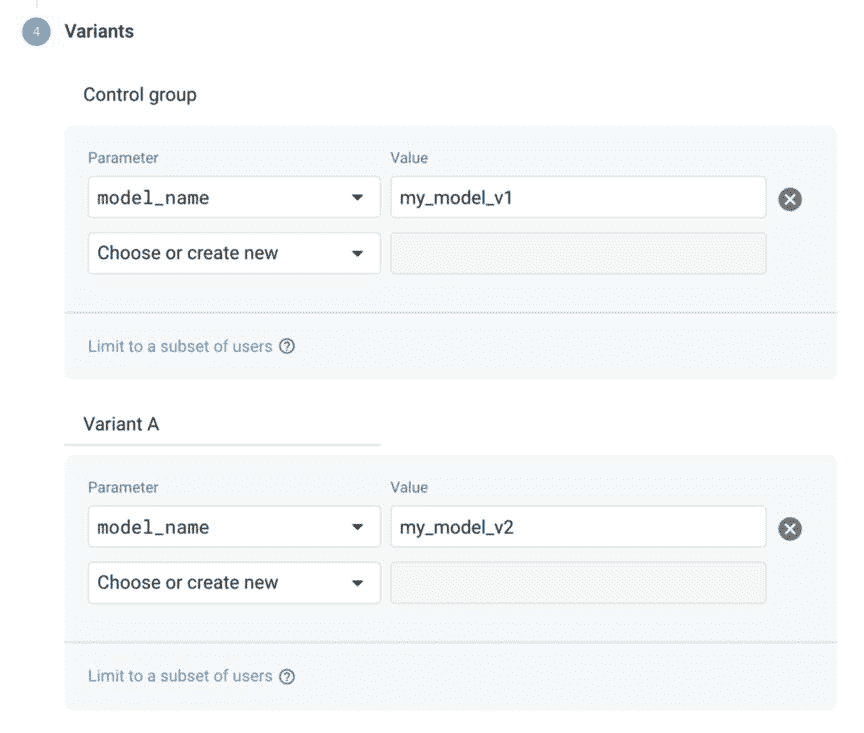 4 Variants
Control group
Parameter Value
model_name my_model_v1
Choose or create new
Limit to a subset of users ?
Variant A
Parameter Value
model_name my_model_v2
Choose or create new
Limit to a subset of users ?